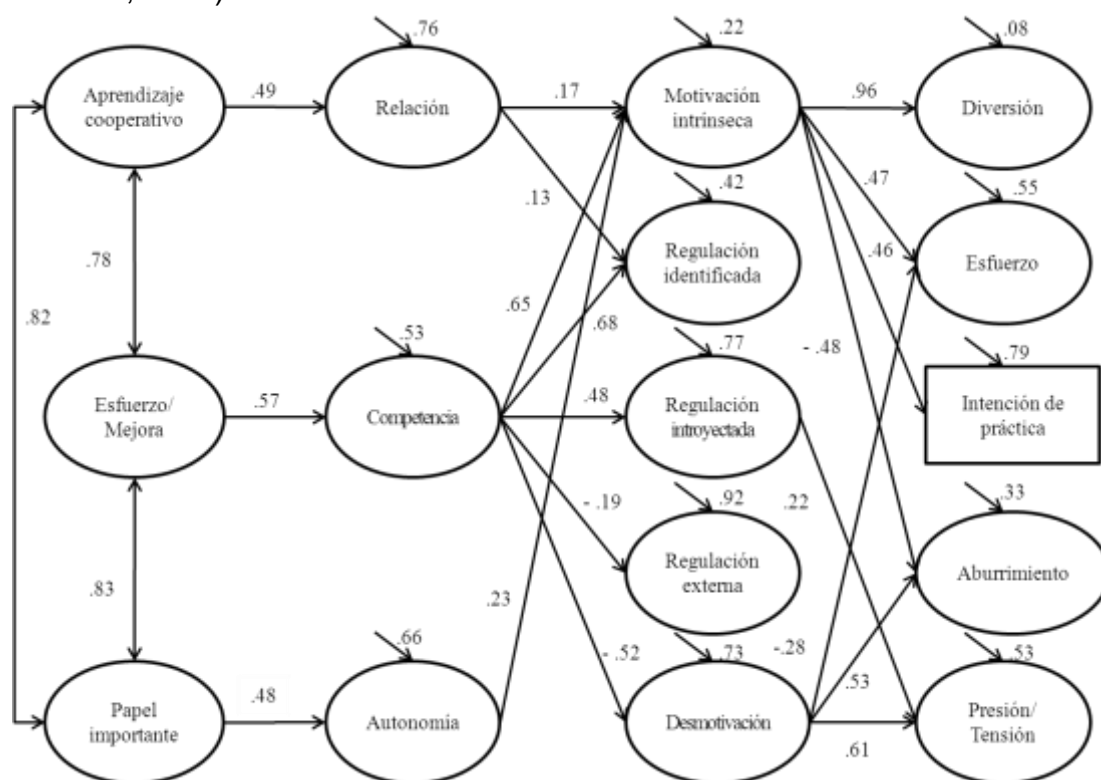 .76
.22
.08
Aprendizaje
cooperativo
.49
Relación
.17
Motivación
intrínseca
.96
Diversión
.13
.42
.47
.55
.78
Regulación
identificada
.46
Esfuerzo
.82
.65
.68
.53
.77
- .48
.79
Esfuerzo/
Mejora
.57
Competencia
.48
Regulación
introyectada
Intención de
práctica
- .19
.92
.22
.33
.83
Regulación
externa
Aburrimiento
.23
.66
- .52
.73
-.28
.53
.53
Papel
importante
.48
Autonomía
Desmotivación
.61
Presión/
Tensión